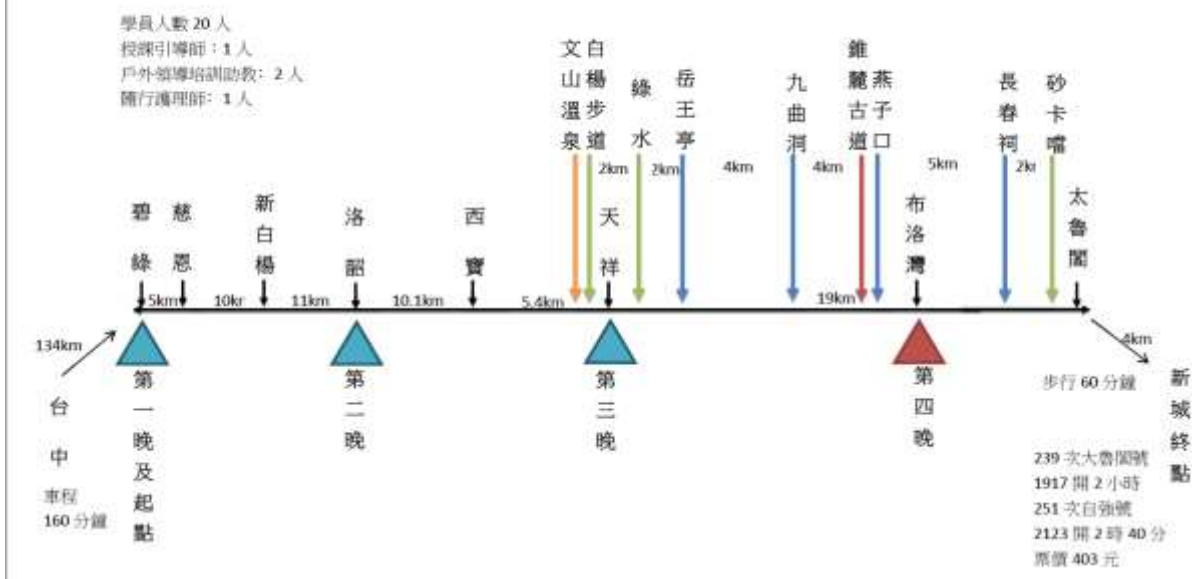 學員人數 20 人
授課引導師：1 人
戶外領導培訓助教: 2 人
隨行護理師: 1 人
文山溫泉
白楊步道
綠水
岳王亭
九曲洞
錐麓古道
燕子口
長春祠
砂卡噹
2km
2km
4km
4km
5km
2kr
碧綠
慈恩
新白楊
洛韶
西寶
天祥
布洛灣
太魯閣
5km
10kr
11km
10.1km
5.4km
19km
134km
4km
台中
車程
160 分鐘
第一晚及起點
第二晚
第三晚
第四晚
步行 60 分鐘
新城終點
239 次太魯閣號
1917 開 2 小時
251 次自強號
2123 開 2 時 40 分
票價 403 元